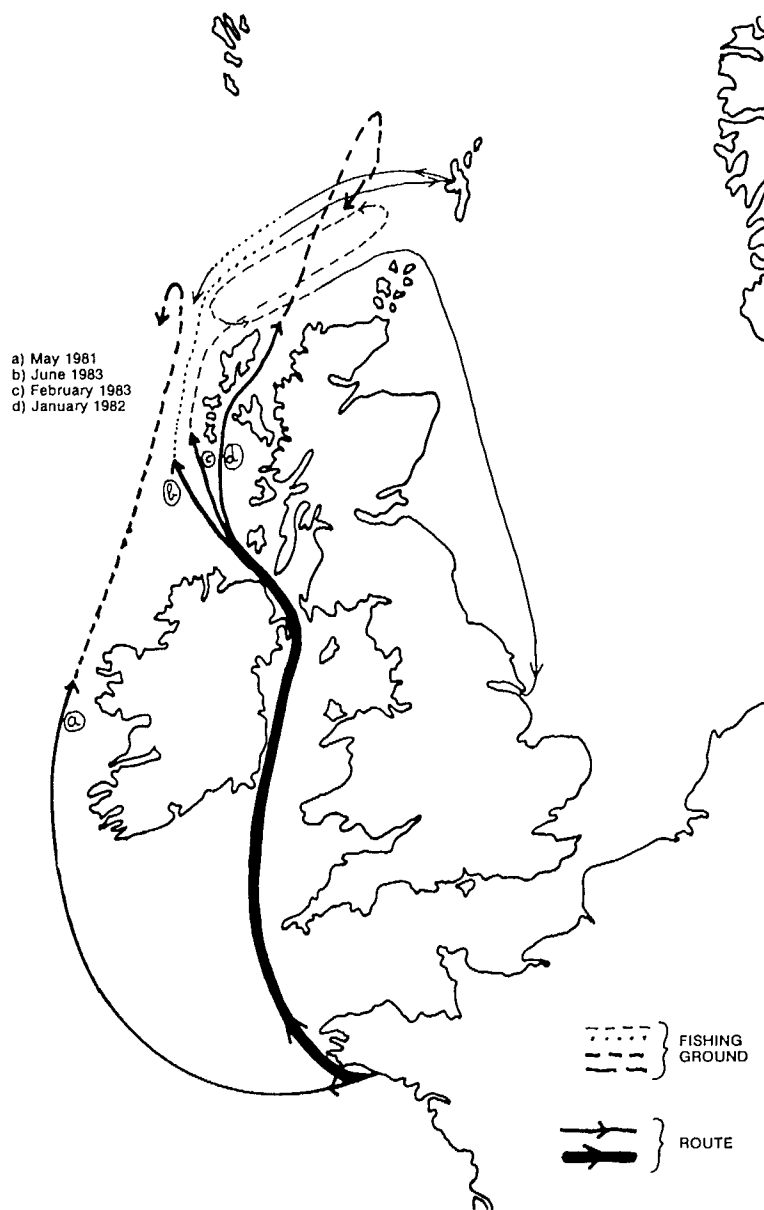 a) May 1981
b) June 1983
c) February 1983
d) January 1982
c
d
b
a
FISHING
GROUND
ROUTE